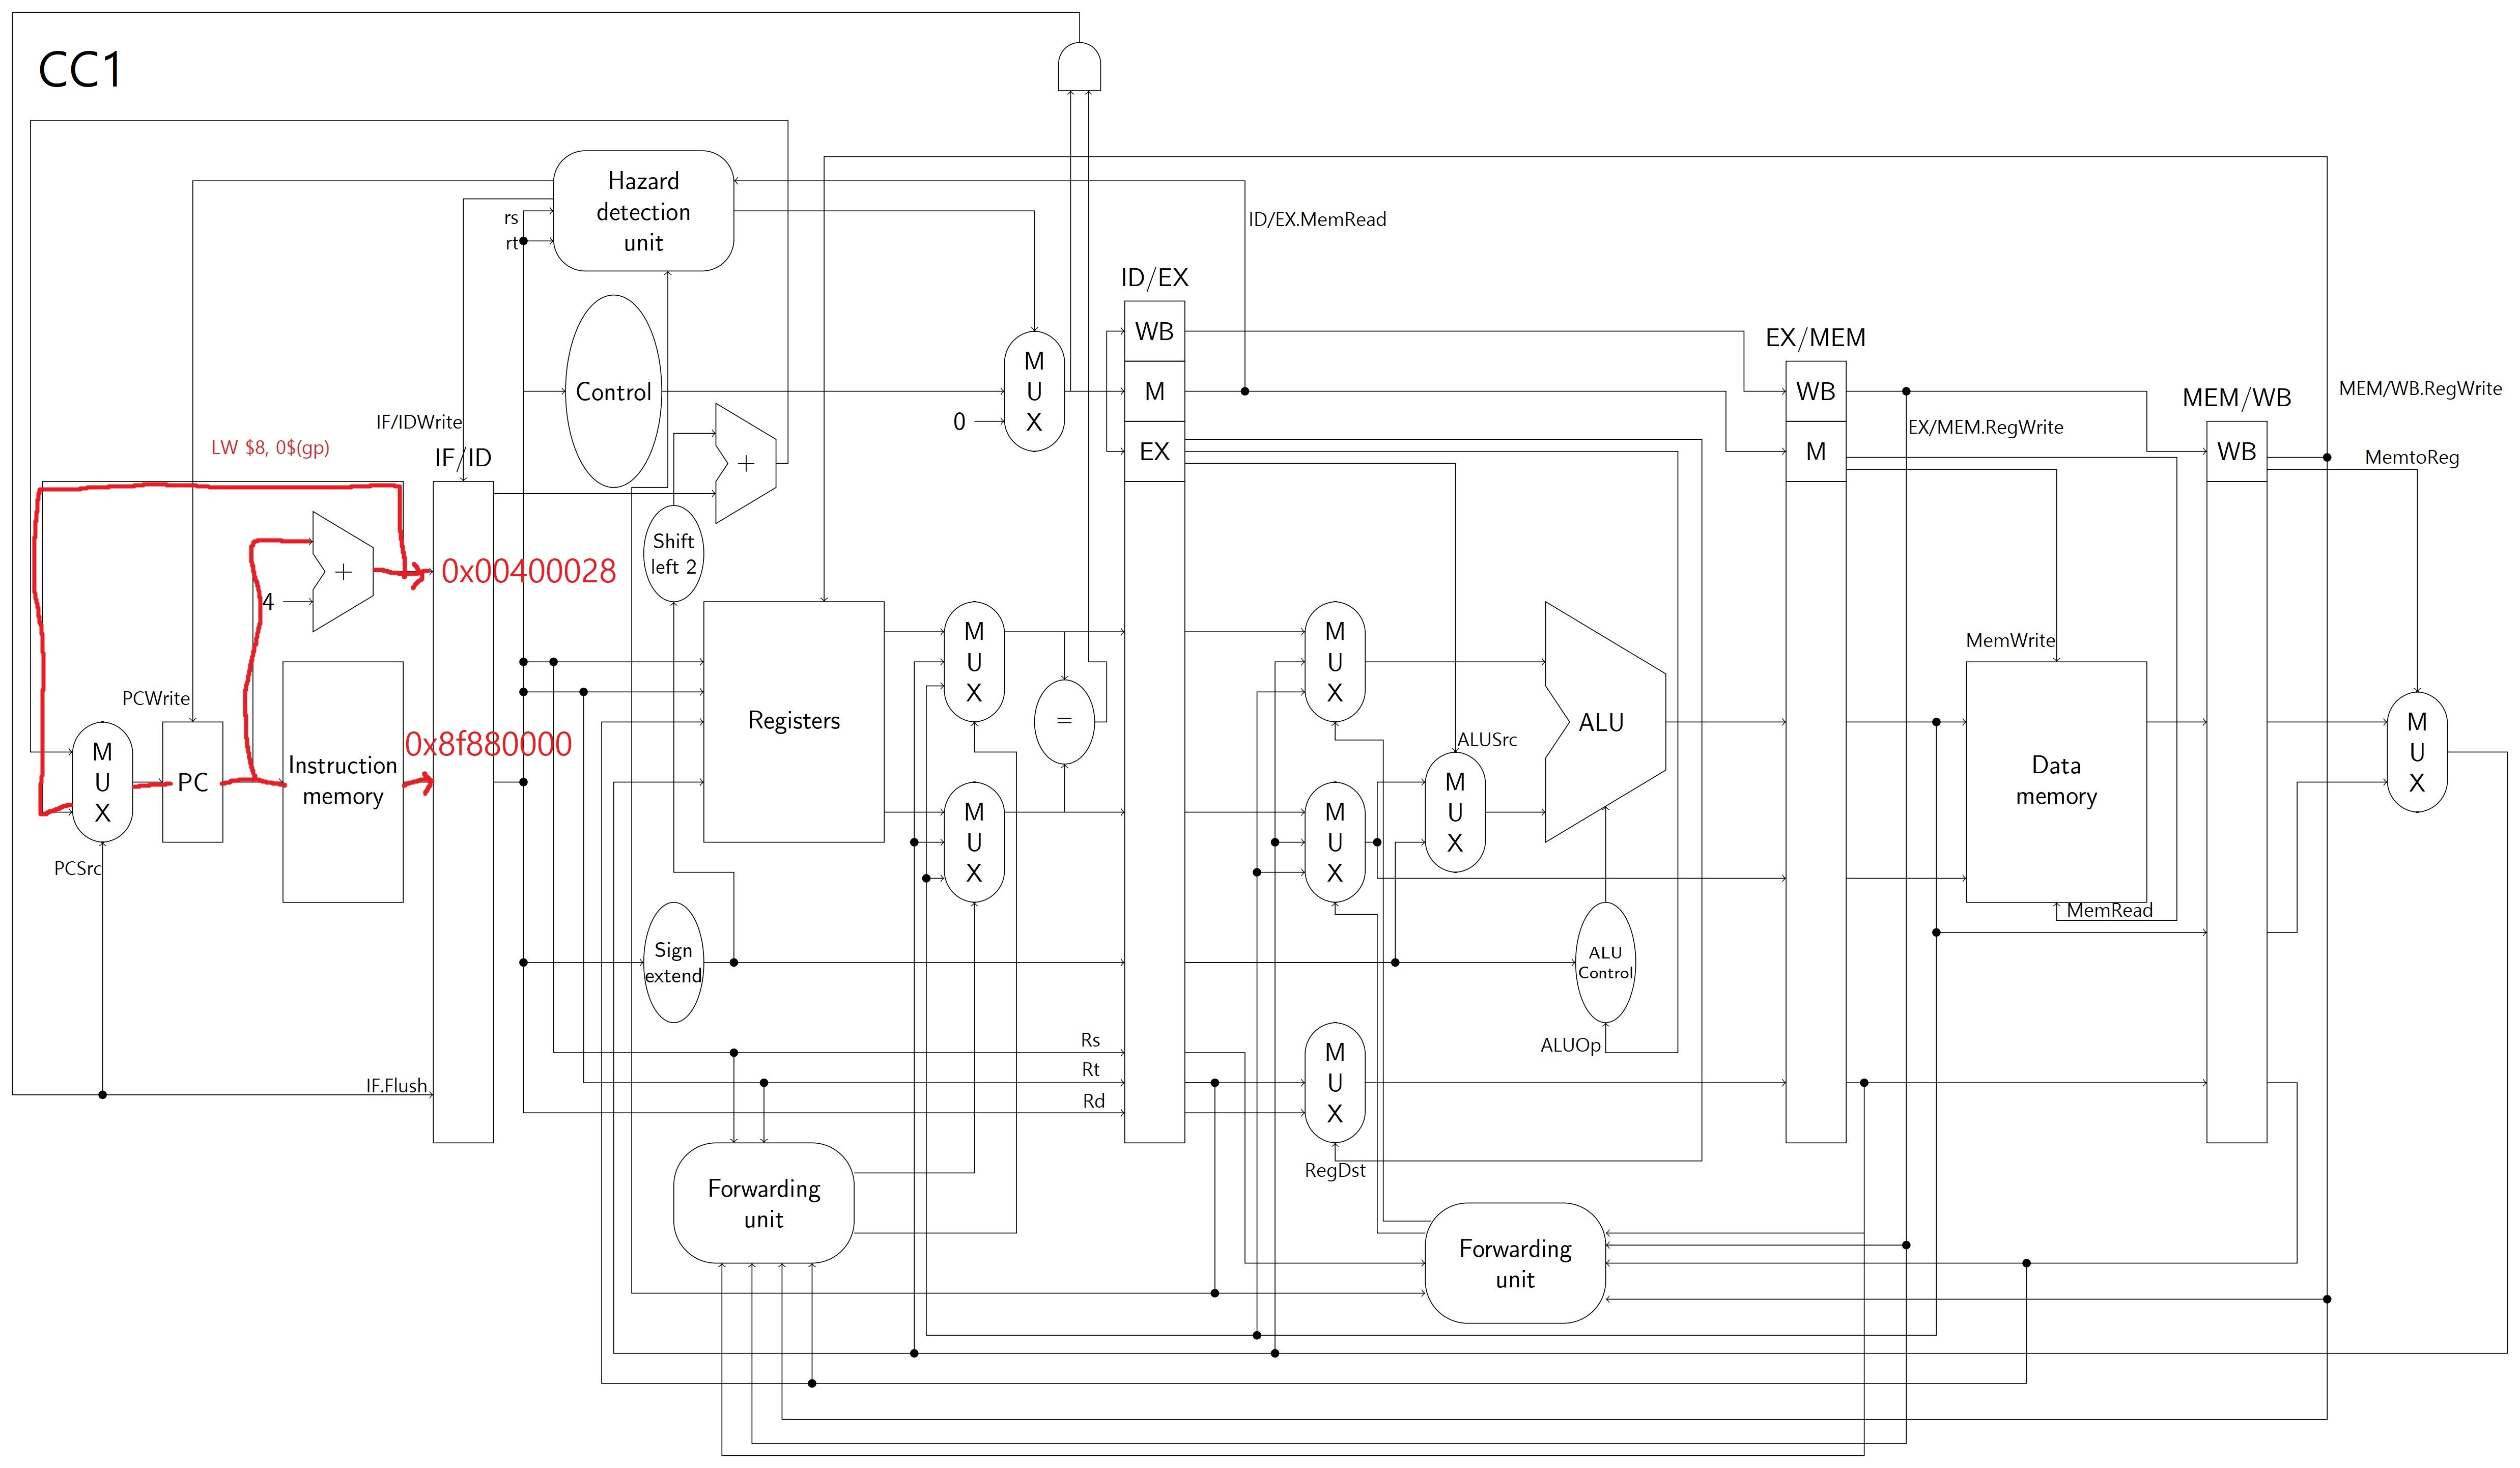 CC1
Hazard
detection
unit
rs
rt
ID/EX.MemRead
ID/EX
WB
M
EX
M
U
X
0
Control
EX/MEM
WB
M
EX/MEM.RegWrite
MEM/WB
WB
MEM/WB.RegWrite
MemtoReg
IF/IDWrite
LW $8, 0$(gp)
IF/ID
+
Shift
left 2
+
4
0x00400028
0x8f880000
PCWrite
M
U
X
PC
PCSrc
Instruction
memory
Registers
M
U
X
=
M
U
X
M
U
X
M
U
X
ALUSrc
M
U
X
ALU
MemWrite
Data
memory
MemRead
M
U
X
Sign
extend
ALU
Control
ALUOp
Rs
Rt
Rd
M
U
X
RegDst
IF.Flush
Forwarding
unit
Forwarding
unit